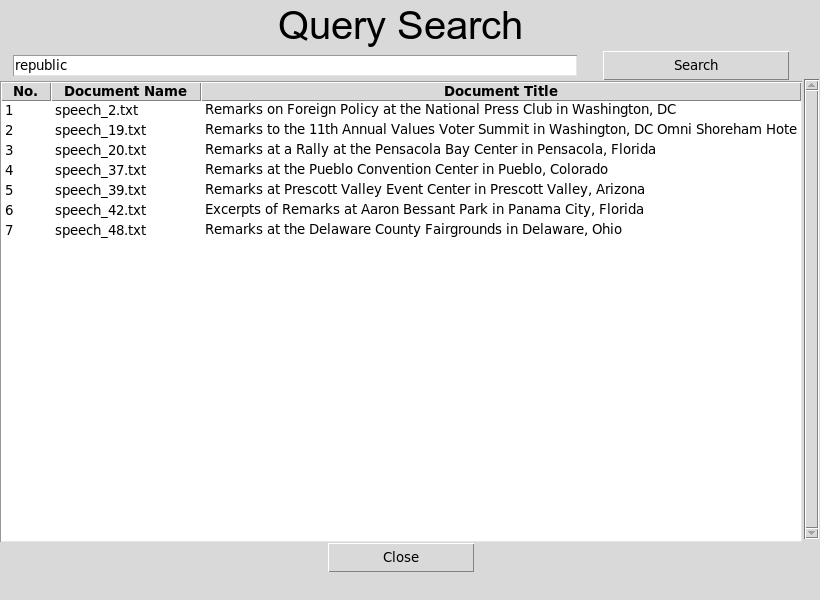 Query Search
republic
Search
No. Document Name Document Title
1 speech_2.txt Remarks on Foreign Policy at the National Press Club in Washington, DC
2 speech_19.txt Remarks to the 11th Annual Values Voter Summit in Washington, DC Omni Shoreham Hote
3 speech_20.txt Remarks at a Rally at the Pensacola Bay Center in Pensacola, Florida
4 speech_37.txt Remarks at the Pueblo Convention Center in Pueblo, Colorado
5 speech_39.txt Remarks at Prescott Valley Event Center in Prescott Valley, Arizona
6 speech_42.txt Excerpts of Remarks at Aaron Bessant Park in Panama City, Florida
7 speech_48.txt Remarks at the Delaware County Fairgrounds in Delaware, Ohio
Close